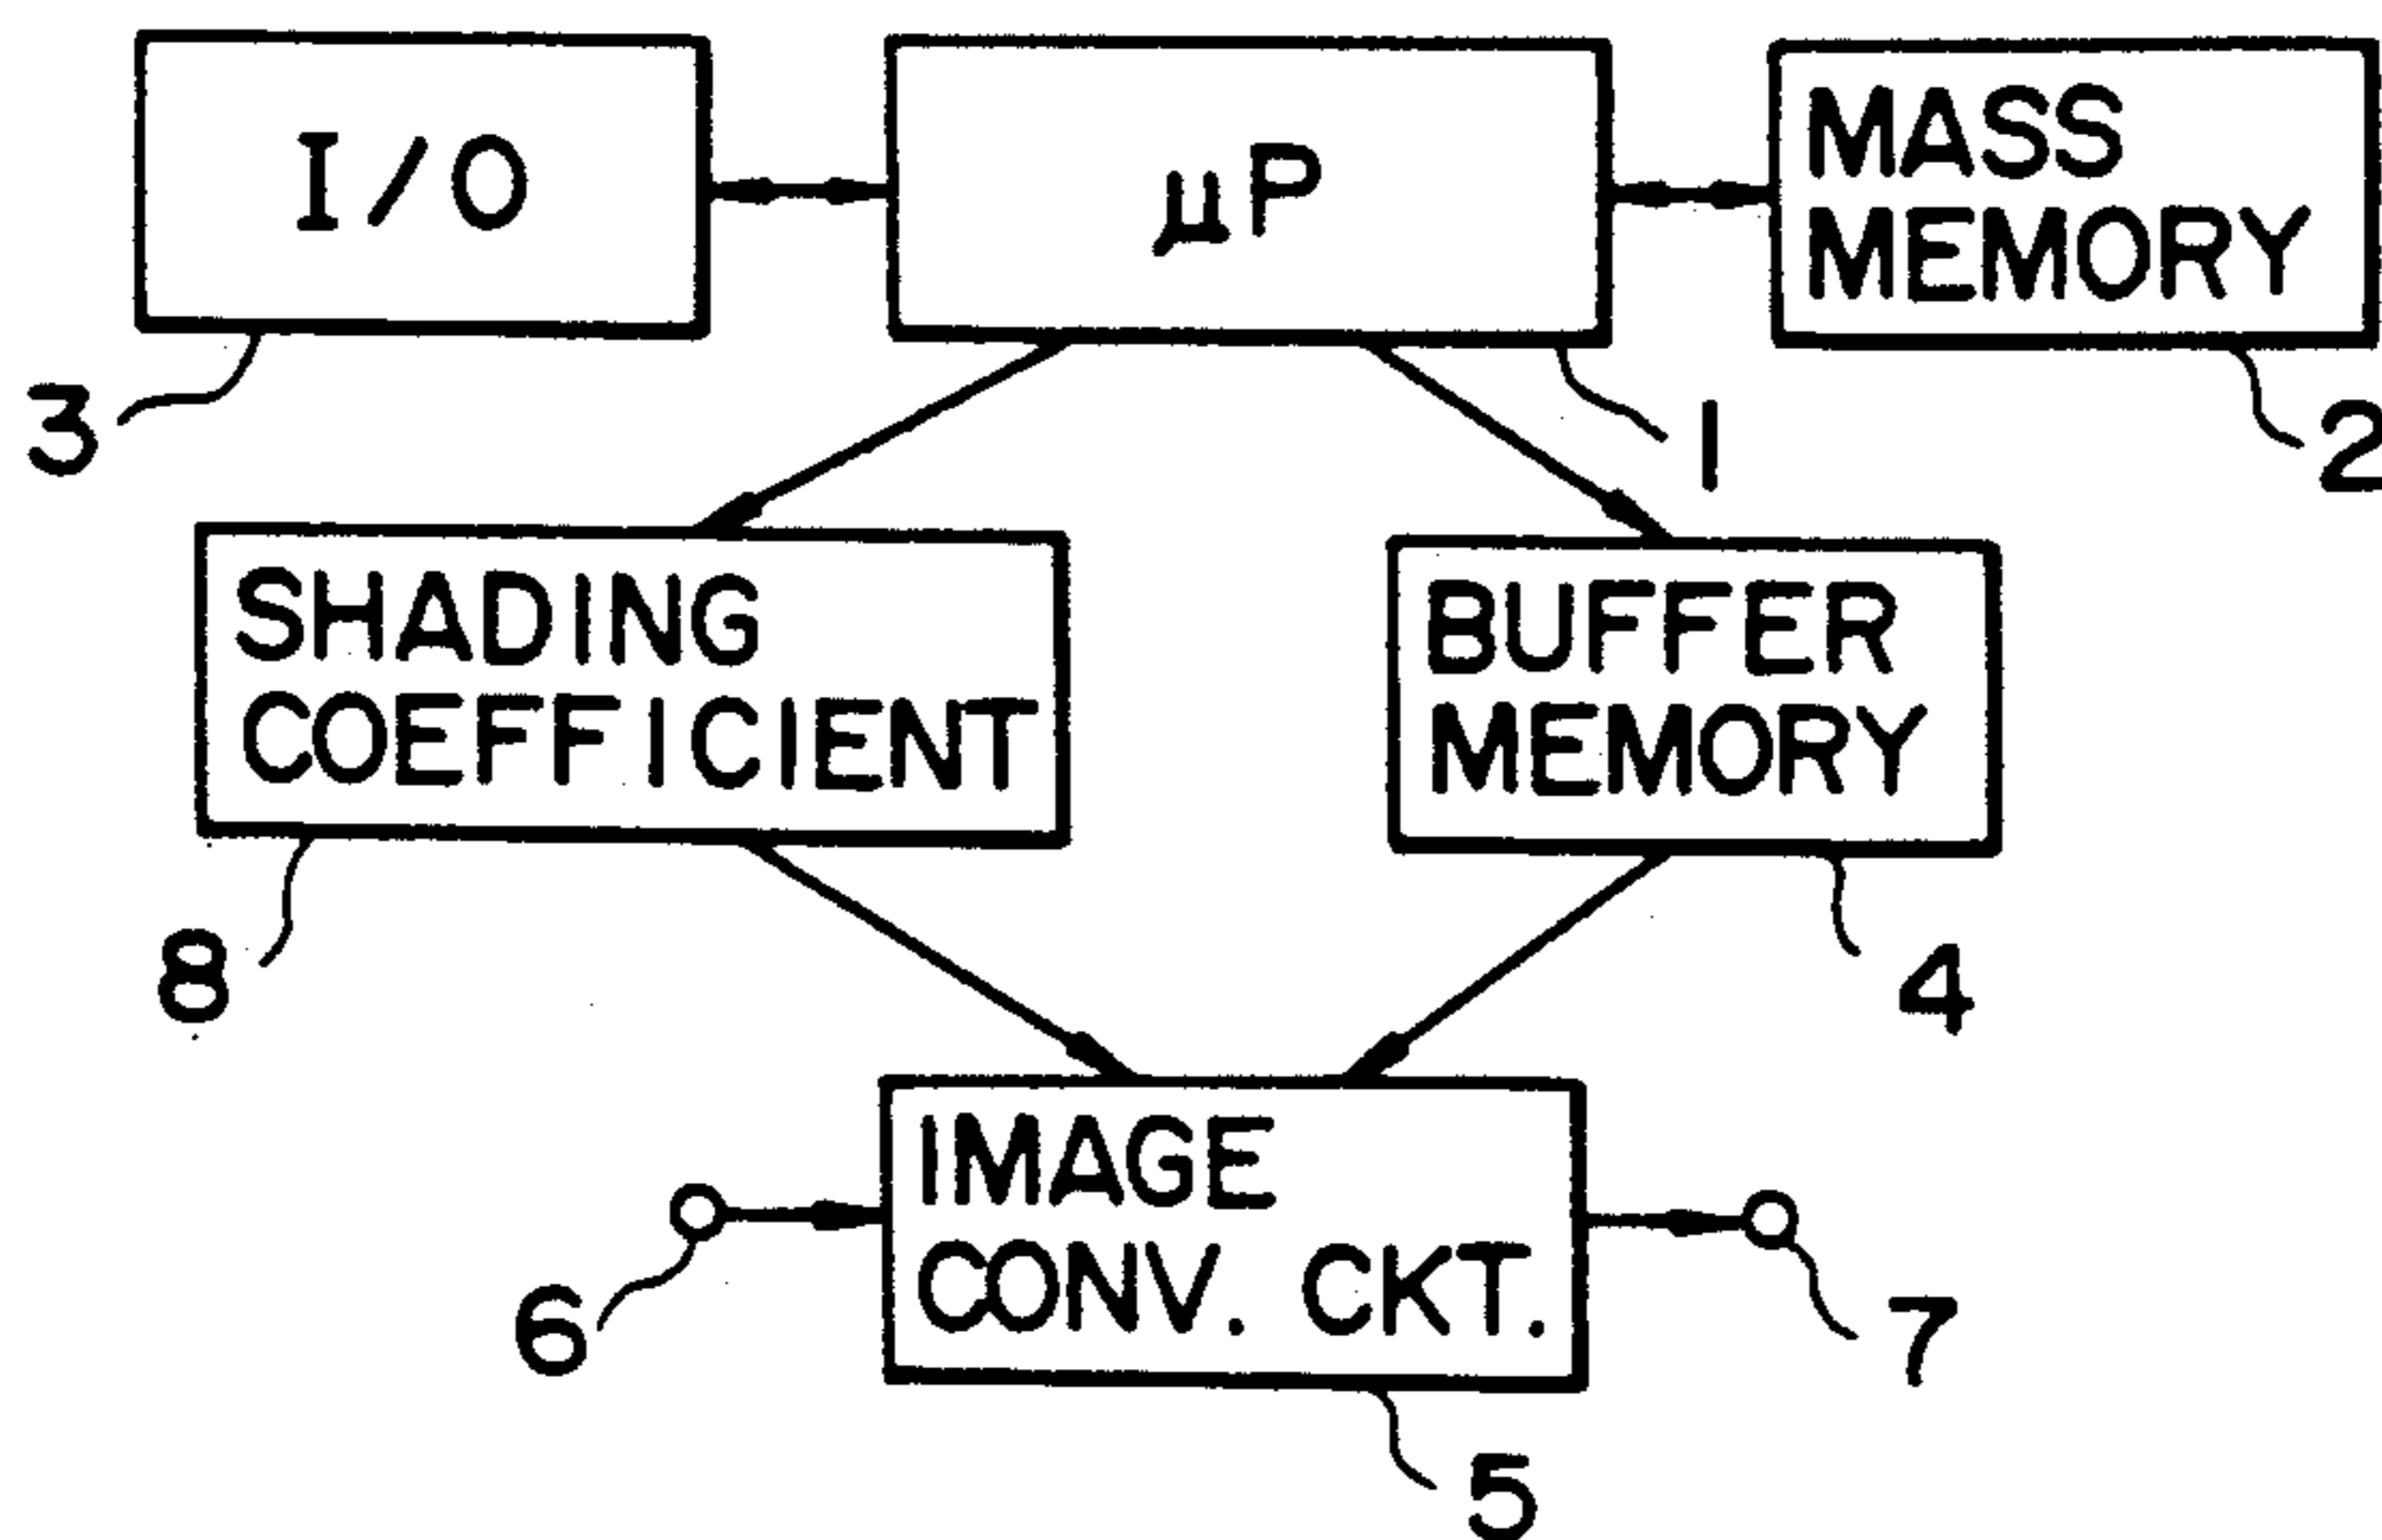 I/O
μP
MASS
MEMORY
3
1
2
SHADING
COEFFICIENT
BUFFER
MEMORY
8
4
IMAGE
CONV. CKT.
6
7
5